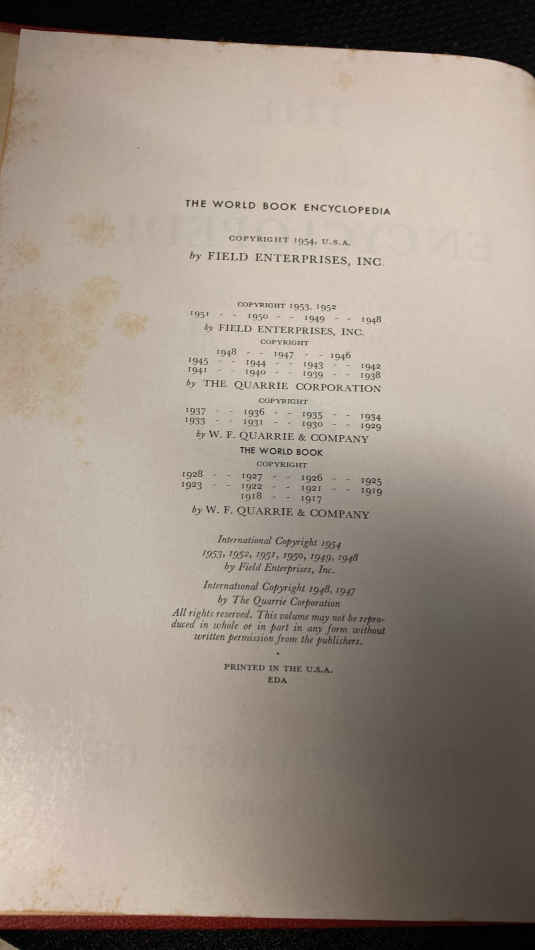 THE WORLD BOOK ENCYCLOPEDIA
COPYRIGHT 1954, U.S.A.
by FIELD ENTERPRISES, INC.
COPYRIGHT 1953, 1952
1951 - - 1950 - - 1949 - - 1948
by FIELD ENTERPRISES, INC.
COPYRIGHT
1948 - - 1947 - - 1946
1945 - - 1944 - - 1943 - - 1942
1941 - - 1940 - - 1939 - - 1938
by THE QUARRIE CORPORATION
COPYRIGHT
1937 - - 1936 - - 1935 - - 1934
1933 - - 1931 - - 1930 - - 1929
by W. F. QUARRIE & COMPANY
THE WORLD BOOK
COPYRIGHT
1928 - - 1927 - - 1926 - - 1925
1923 - - 1922 - - 1921 - - 1919
1918 - - 1917
by W. F. QUARRIE & COMPANY
International Copyright 1954
1953, 1952, 1951, 1950, 1949, 1948
by Field Enterprises, Inc.
International Copyright 1948, 1947
by The Quarrie Corporation
All rights reserved. This volume may not be repro-
duced in whole or in part in any form without
written permission from the publishers.
PRINTED IN THE U.S.A.
EDA